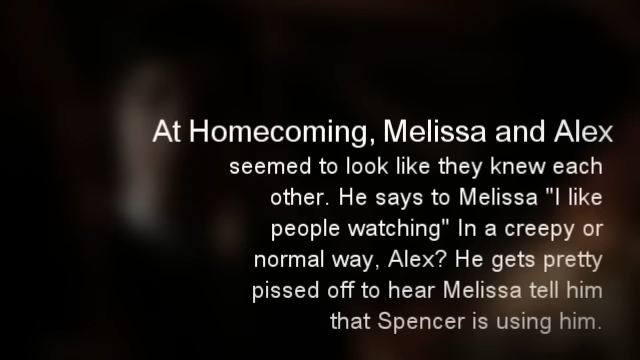 At Homecoming, Melissa and Alex
seemed to look like they knew each
other. He says to Melissa "I like
people watching" In a creepy or
normal way, Alex? He gets pretty
pissed off to hear Melissa tell him
that Spencer is using him.